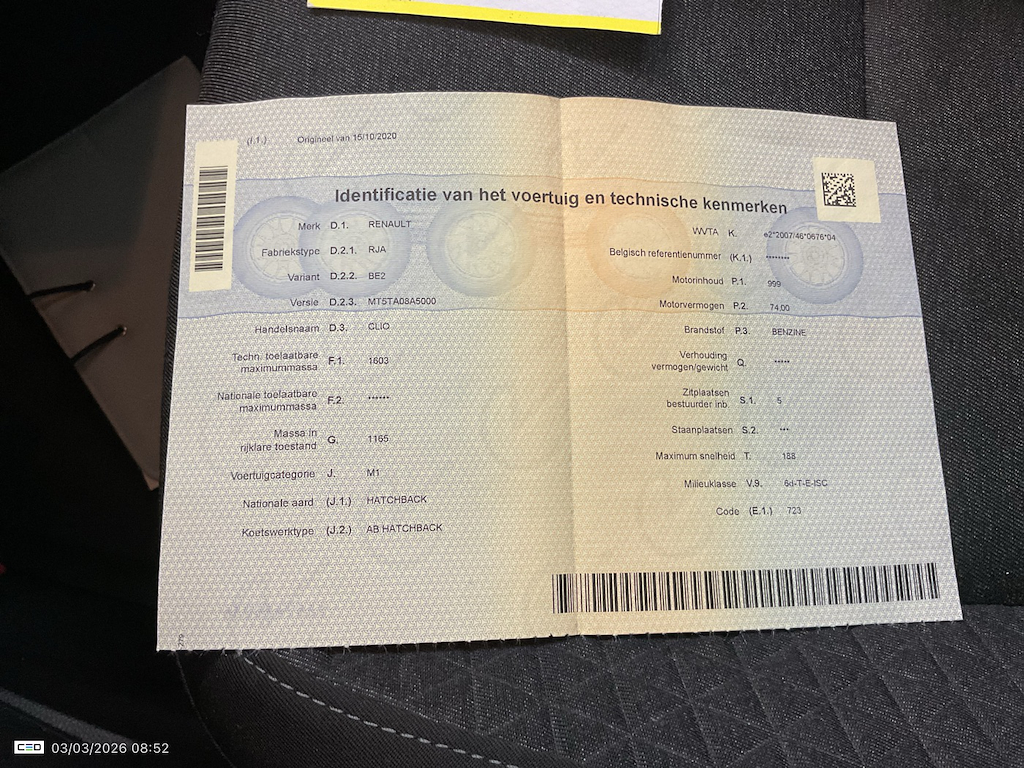 (I.1.) Origineel van 15/10/2020
Identificatie van het voertuig en technische kenmerken
Merk D.1. RENAULT
Fabriekstype D.2.1. RJA
Variant D.2.2. BE2
Versie D.2.3. MT5TA08A5000
Handelsnaam D.3. CLIO
Techn. toelaatbare
maximummassa F.1. 1603
Nationale toelaatbare
maximummassa F.2. ******
Massa in
rijklare toestand G. 1165
Voertuigcategorie J. M1
Nationale aard (J.1.) HATCHBACK
Koetswerktype (J.2.) AB HATCHBACK
WVTA K. e2*2007/46*0676*04
Belgisch referentienummer (K.1.) ********
Motorinhoud P.1. 999
Motorvermogen P.2. 74,00
Brandstof P.3. BENZINE
Verhouding
vermogen/gewicht Q. *****
Zitplaatsen
bestuurder inb. S.1. 5
Staanplaatsen S.2. ***
Maximum snelheid T. 188
Milieuklasse V.9. 6d-T-E-ISC
Code (E.1.) 723
CEO 03/03/2026 08:52